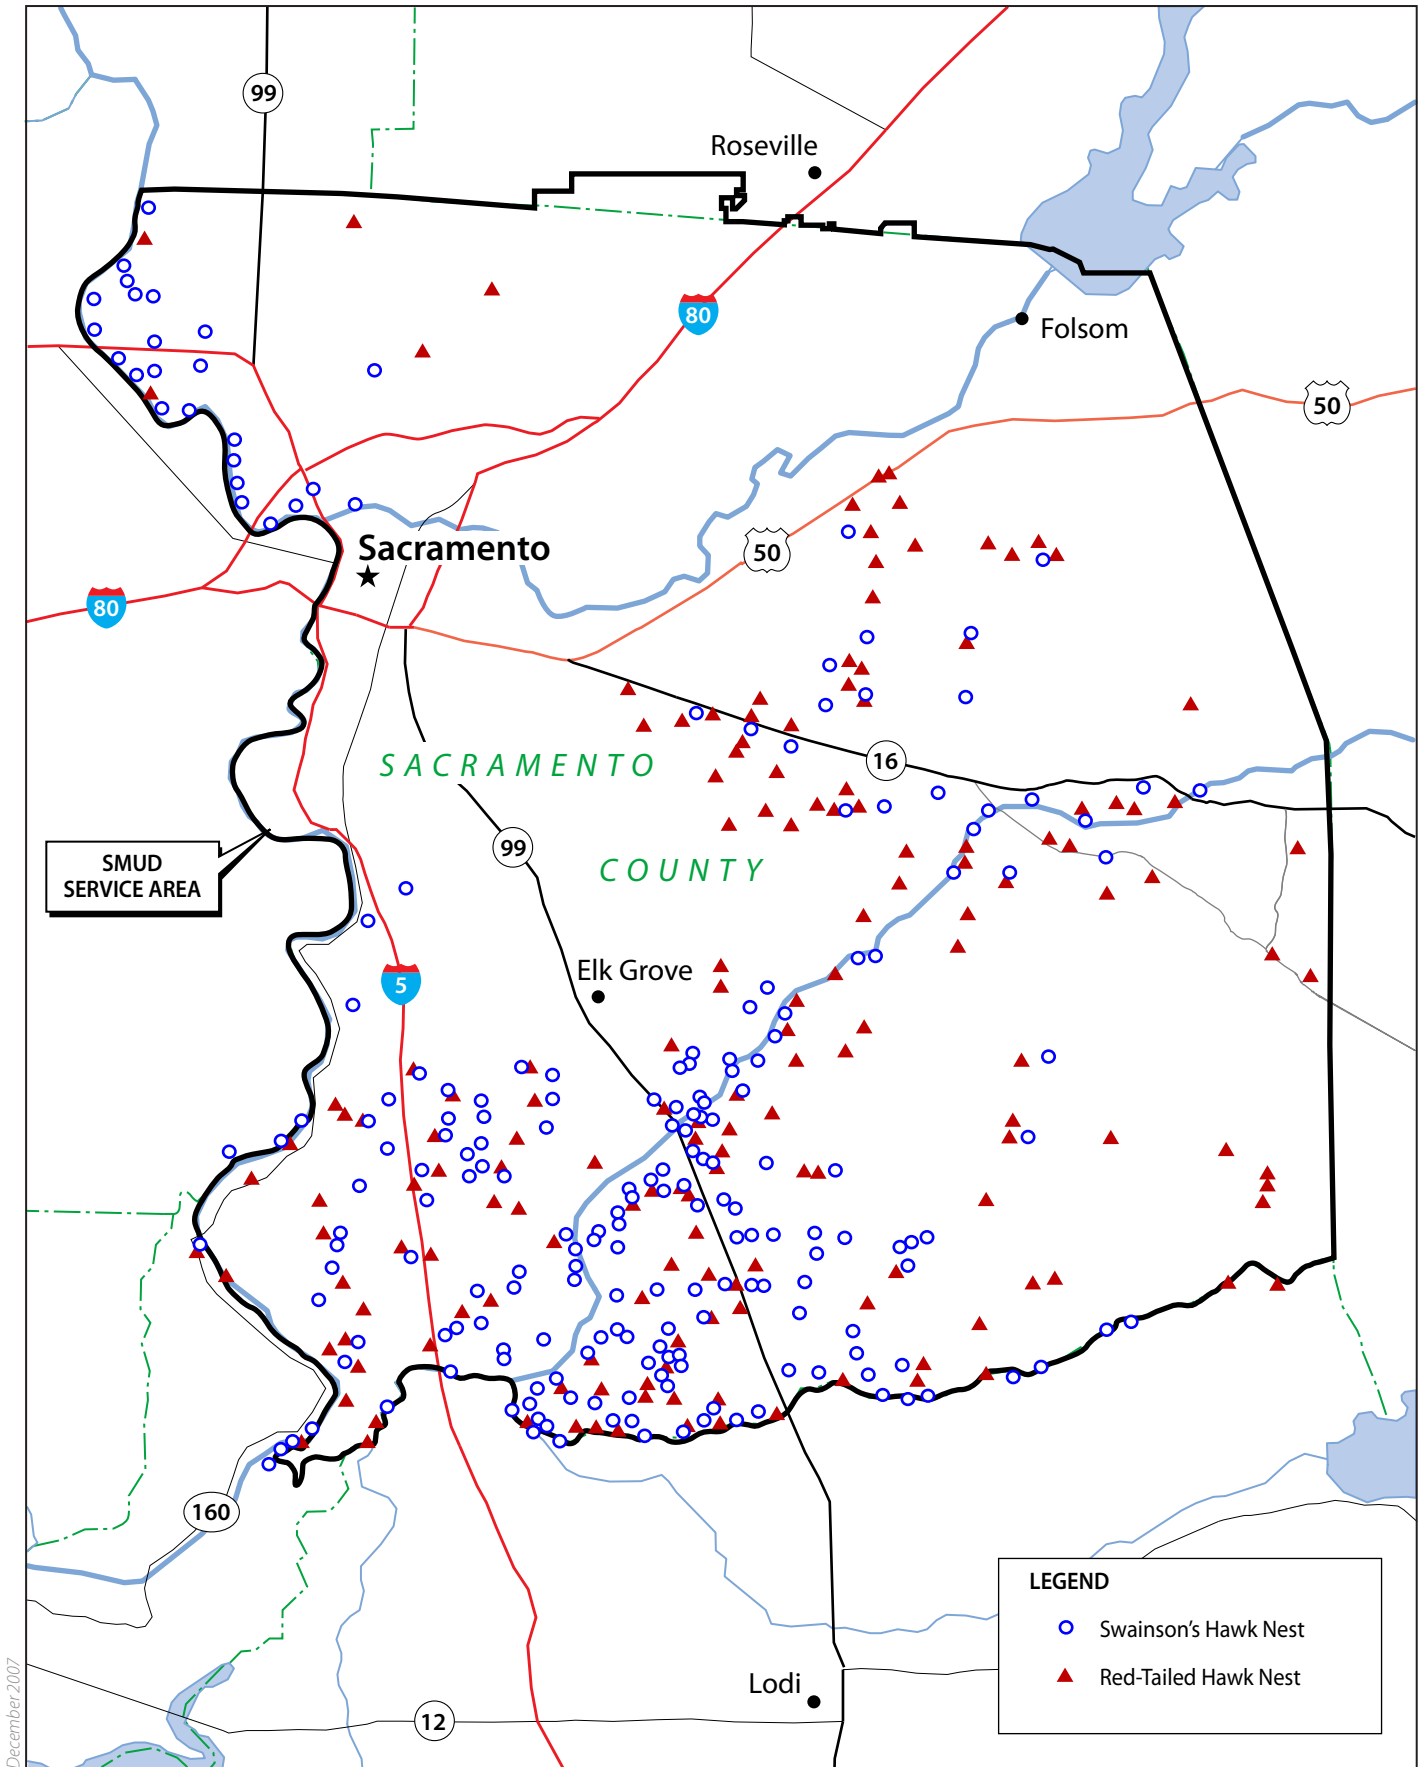 99
Roseville
80
Folsom
50
50
Sacramento
80
SACRAMENTO
16
SMUD
SERVICE AREA
99
COUNTY
Elk Grove
5
160
LEGEND
Swainson's Hawk Nest
Red-Tailed Hawk Nest
Lodi
12
December 2007